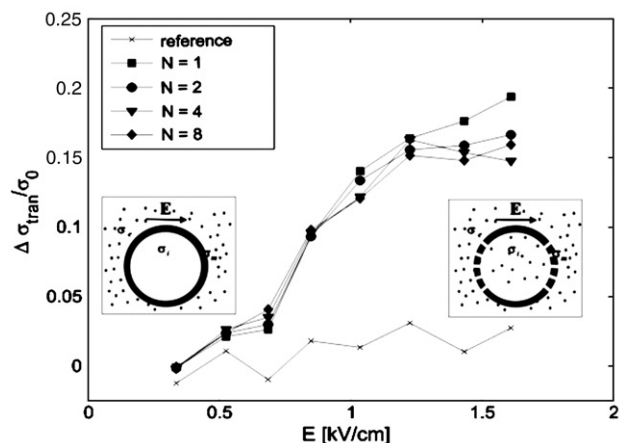 0.25
0.2
0.15
0.1
0.05
0
Δ σtran/σ0
reference
N = 1
N = 2
N = 4
N = 8
E
σe
σi
E
σi
0
0.5
1
1.5
2
E [kV/cm]